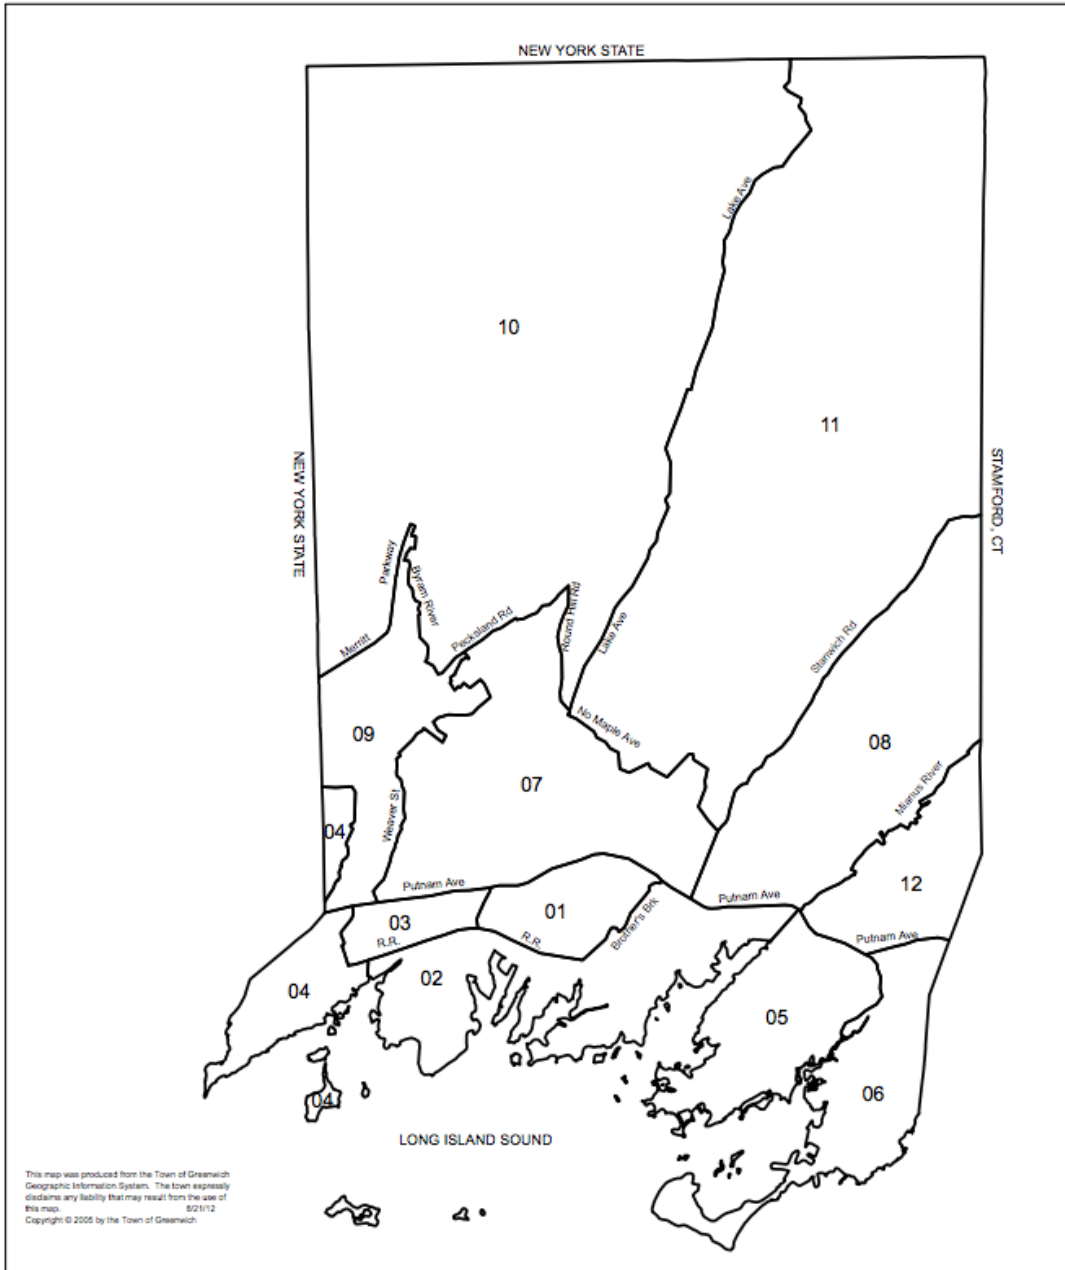 NEW YORK STATE
Lake Ave
10
11
NEW YORK STATE
STAMFORD , CT
Parkway
Byram River
Merritt
Pecksland Rd
Round Hill Rd
Lake Ave
Stanwich Rd
No Maple Ave
09
08
07
Mianus River
Weaver St
04
12
Putnam Ave
Putnam Ave
01
03
Brother's Brk
Putnam Ave
R.R.
R.R.
02
04
05
06
04
LONG ISLAND SOUND
This map was produced from the Town of Greenwich
Geographic Information System. The town expressly
disclaims any liability that may result from the use of
this map. 8/21/12
Copyright © 2005 by the Town of Greenwich